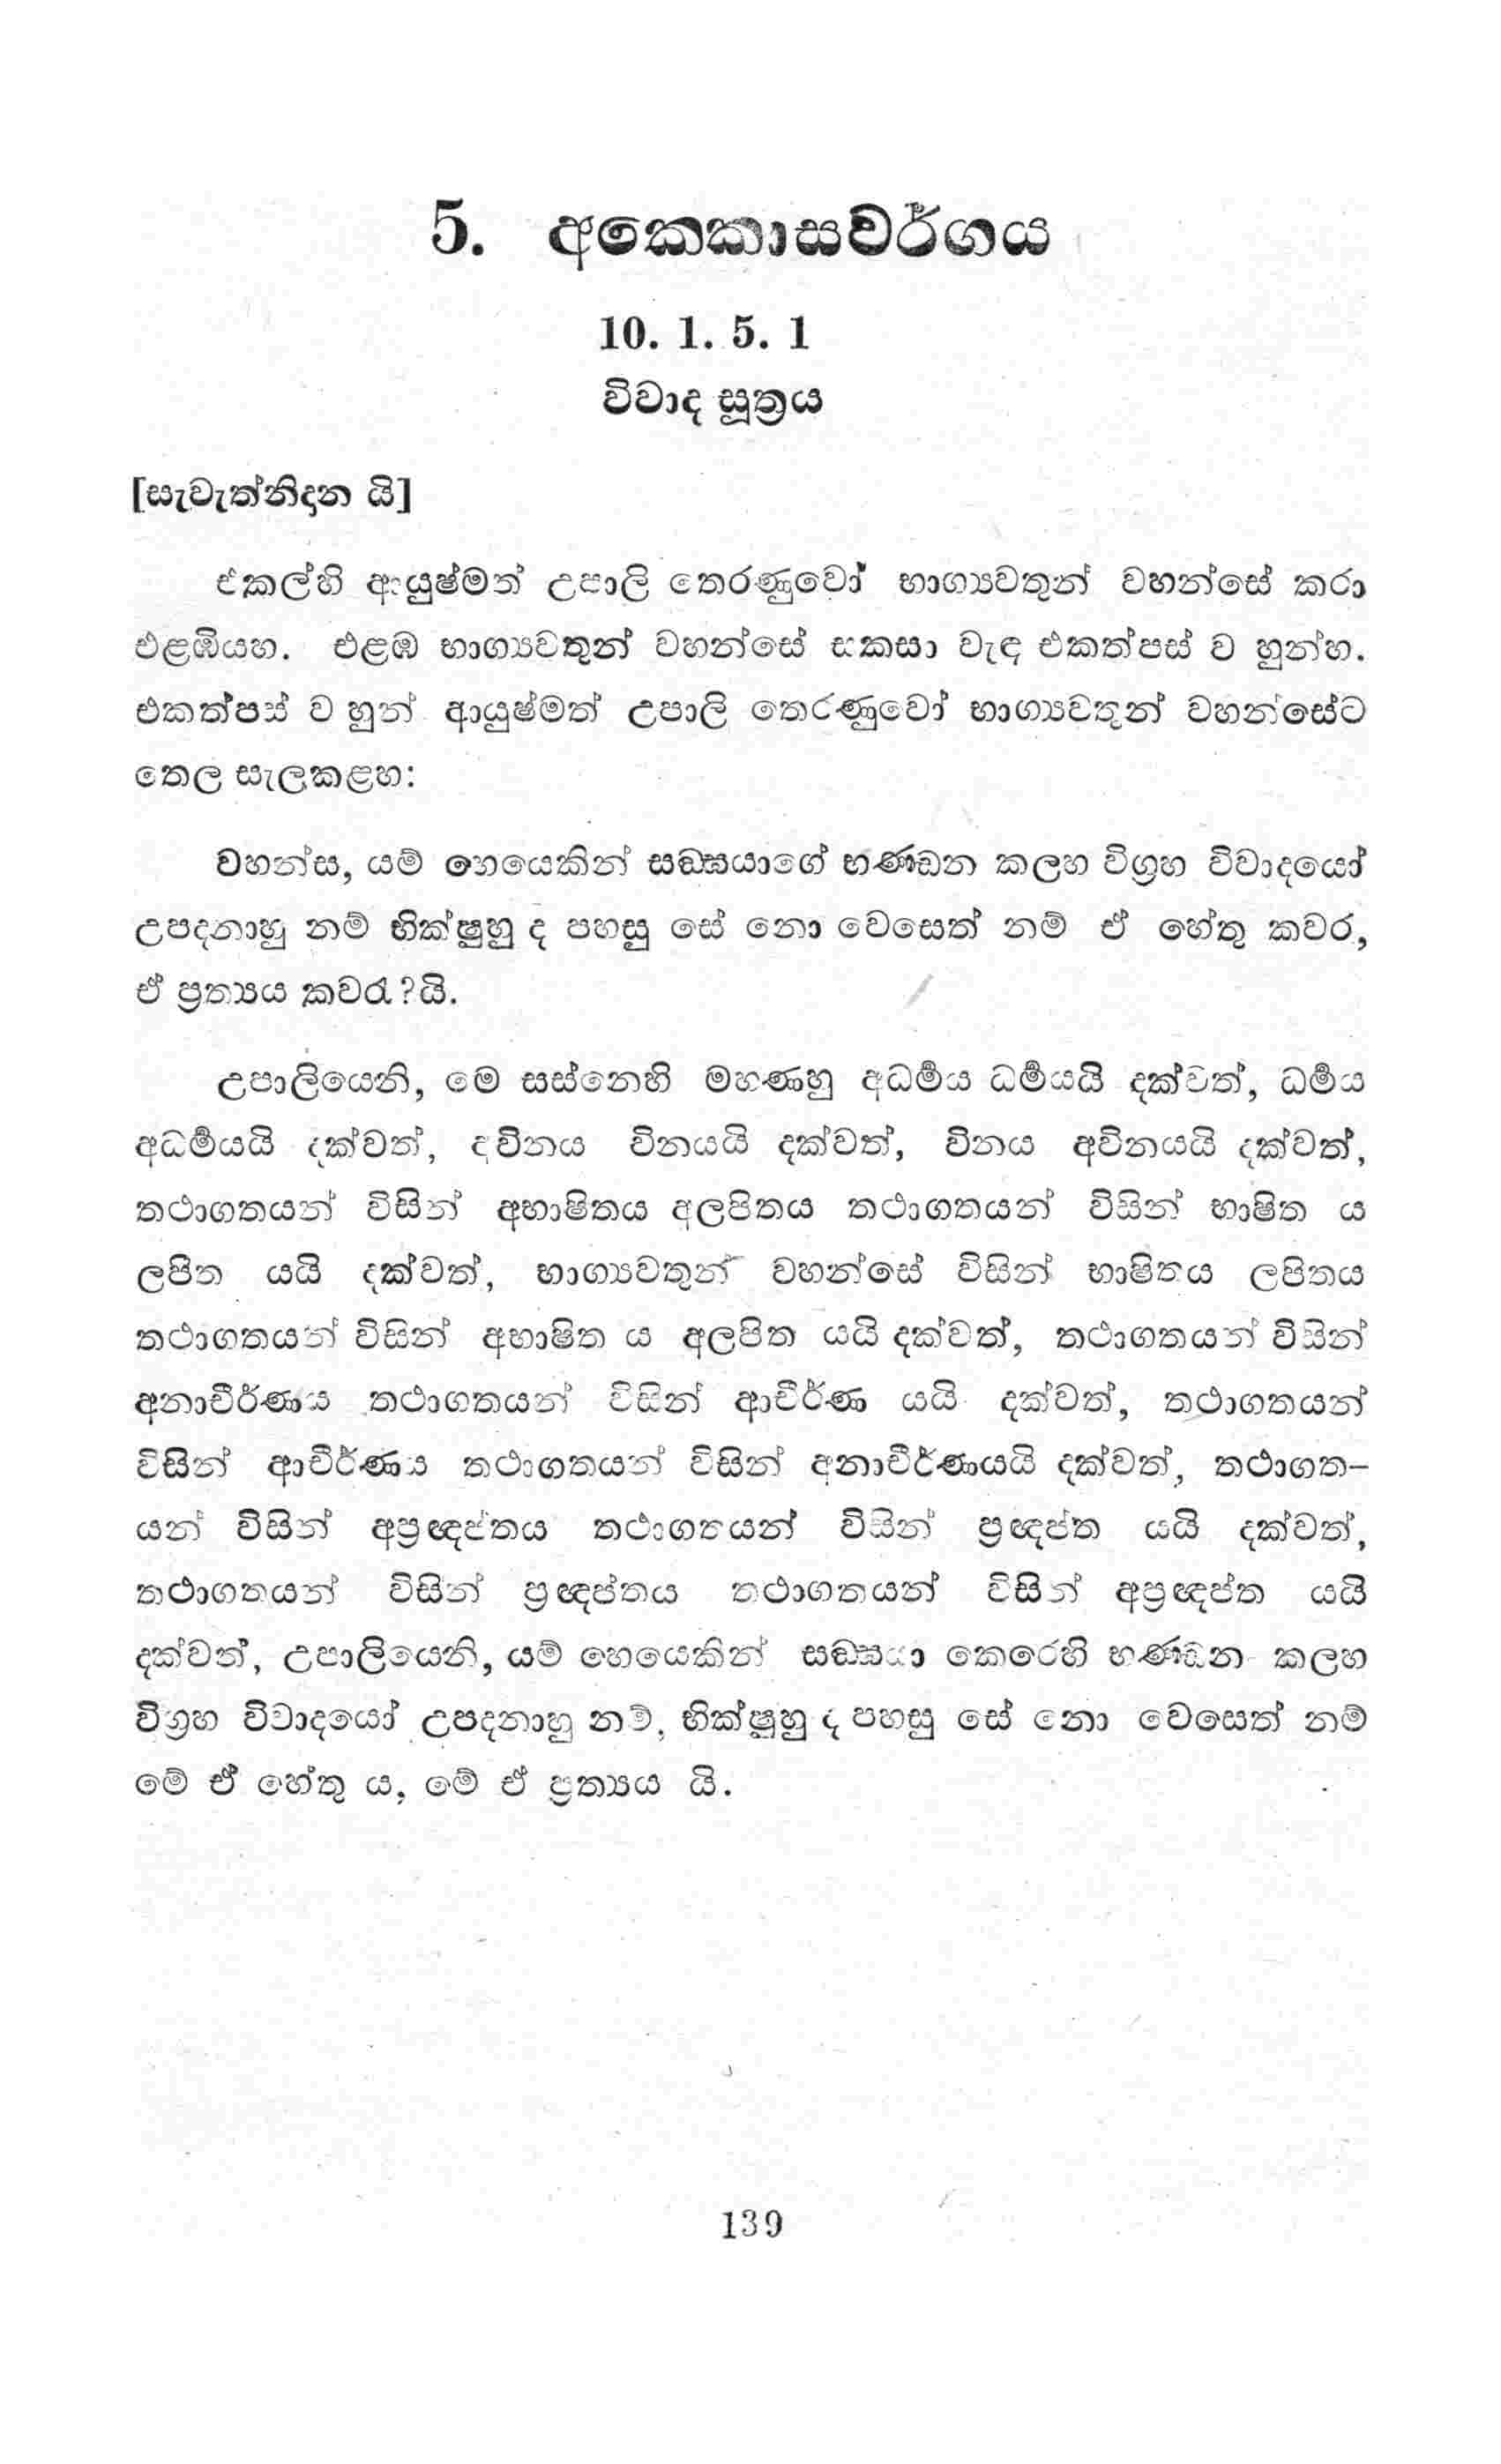 5. අකෙකාසවර්ගය
10. 1. 5. 1
විවාද සූත්‍රය
[සැවැත්නිදාන යි]
එකල්හි ආයුෂ්මත් උපාලි තෙරණුවෝ භාග්‍යවතුන් වහන්සේ කරා
එළඹියහ. එළඹ භාග්‍යවතුන් වහන්සේ සකසා වැඳ එකත්පස් ව හුන්හ.
එකත්පස් ව හුන් ආයුෂ්මත් උපාලි තෙරණුවෝ භාග්‍යවතුන් වහන්සේට
තෙල සැලකළහ:
වහන්ස, යම් හෙයෙකින් සඞ්ඝයාගේ භණ්ඩන කලහ විග්‍රහ විවාදයෝ
උපදනාහු නම් භික්ෂුහු ද පහසු සේ නො වෙසෙත් නම් ඒ හේතු කවර,
ඒ ප්‍රත්‍යය කවරැ?යි.
උපාලියෙනි, මෙ සස්නෙහි මහණහු අධර්‍මය ධර්‍මයයි දක්වත්, ධර්‍මය
අධර්‍මයයි දක්වත්, අවිනය විනයයි දක්වත්, විනය අවිනයයි දක්වත්,
තථාගතයන් විසින් අභාෂිතය අලපිතය තථාගතයන් විසින් භාෂිත ය
ලපිත යයි දක්වත්, භාග්‍යවතුන් වහන්සේ විසින් භාෂිතය ලපිතය
තථාගතයන් විසින් අභාෂිත ය අලපිත යයි දක්වත්, තථාගතයන් විසින්
අනාචීර්ණය තථාගතයන් විසින් ආචීර්ණ යයි දක්වත්, තථාගතයන්
විසින් ආචීර්ණය තථාගතයන් විසින් අනාචීර්ණයයි දක්වත්, තථාගත-
යන් විසින් අප්‍රඥප්තය තථාගතයන් විසින් ප්‍රඥප්ත යයි දක්වත්,
තථාගතයන් විසින් ප්‍රඥප්තය තථාගතයන් විසින් අප්‍රඥප්ත යයි
දක්වත්, උපාලියෙනි, යම් හෙයෙකින් සඞ්ඝයා කෙරෙහි භණ්ඩන කලහ
විග්‍රහ විවාදයෝ උපදනාහු නම්, භික්ෂුහු ද පහසු සේ නො වෙසෙත් නම්
මේ ඒ හේතු ය, මේ ඒ ප්‍රත්‍යය යි.
139